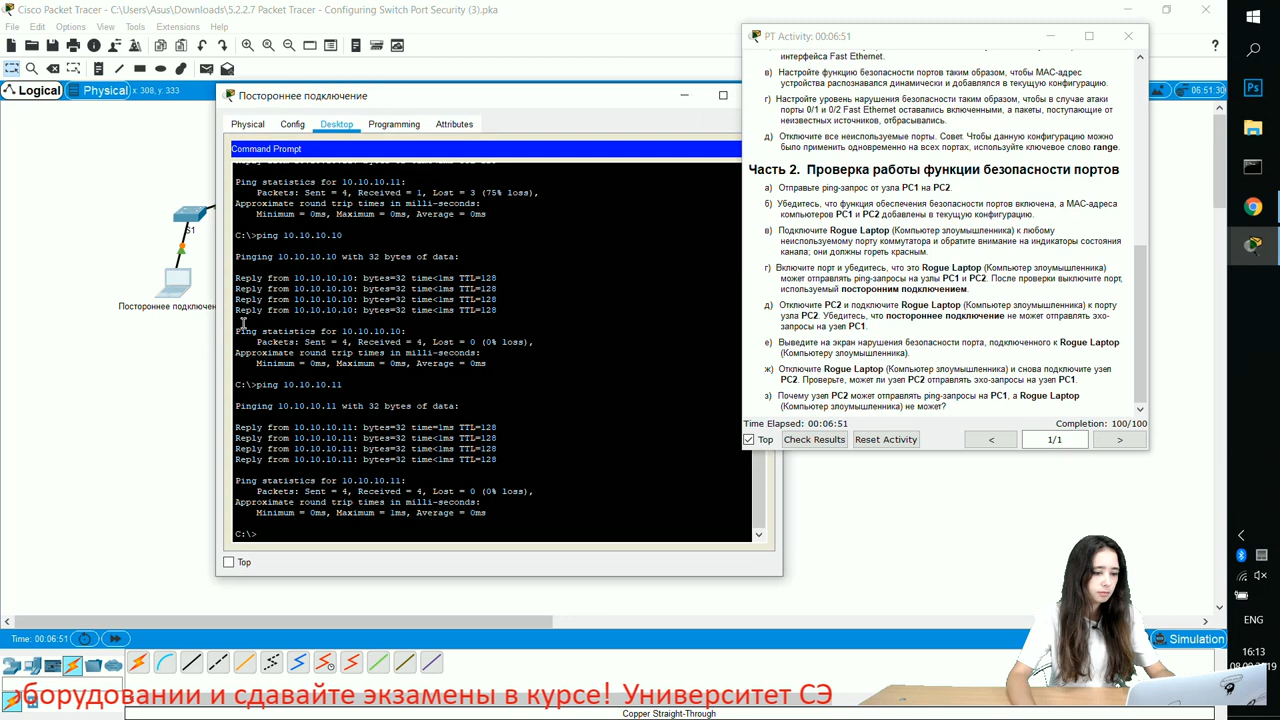 Cisco Packet Tracer - C:\Users\Asus\Downloads\5.2.2.7 Packet Tracer - Configuring Switch Port Security (3).pka
File Edit Options View Tools Extensions Help
Logical Physical x: 308, y: 333
06:51:30
Постороннее подключение
Physical Config Desktop Programming Attributes
Command Prompt
Ping statistics for 10.10.10.11:
Packets: Sent = 4, Received = 1, Lost = 3 (75% loss),
Approximate round trip times in milli-seconds:
Minimum = 0ms, Maximum = 0ms, Average = 0ms
C:\>ping 10.10.10.10
Pinging 10.10.10.10 with 32 bytes of data:
Reply from 10.10.10.10: bytes=32 time<1ms TTL=128
Reply from 10.10.10.10: bytes=32 time<1ms TTL=128
Reply from 10.10.10.10: bytes=32 time<1ms TTL=128
Reply from 10.10.10.10: bytes=32 time<1ms TTL=128
Ping statistics for 10.10.10.10:
Packets: Sent = 4, Received = 4, Lost = 0 (0% loss),
Approximate round trip times in milli-seconds:
Minimum = 0ms, Maximum = 0ms, Average = 0ms
C:\>ping 10.10.10.11
Pinging 10.10.10.11 with 32 bytes of data:
Reply from 10.10.10.11: bytes=32 time=1ms TTL=128
Reply from 10.10.10.11: bytes=32 time<1ms TTL=128
Reply from 10.10.10.11: bytes=32 time<1ms TTL=128
Reply from 10.10.10.11: bytes=32 time<1ms TTL=128
Ping statistics for 10.10.10.11:
Packets: Sent = 4, Received = 4, Lost = 0 (0% loss),
Approximate round trip times in milli-seconds:
Minimum = 0ms, Maximum = 1ms, Average = 0ms
C:\>
Top
S1
Постороннее подключен
PT Activity: 00:06:51
интерфейса Fast Ethernet.
в) Настройте функцию безопасности портов таким образом, чтобы MAC-адрес
устройства распознавался динамически и добавлялся в текущую конфигурацию.
г) Настройте уровень нарушения безопасности таким образом, чтобы в случае атаки
порты 0/1 и 0/2 Fast Ethernet оставались включенными, а пакеты, поступающие от
неизвестных источников, отбрасывались.
д) Отключите все неиспользуемые порты. Совет. Чтобы данную конфигурацию можно
было применить одновременно на всех портах, используйте ключевое слово range.
Часть 2. Проверка работы функции безопасности портов
а) Отправьте ping-запрос от узла PC1 на PC2.
б) Убедитесь, что функция обеспечения безопасности портов включена, а MAC-адреса
компьютеров PC1 и PC2 добавлены в текущую конфигурацию.
в) Подключите Rogue Laptop (Компьютер злоумышленника) к любому
неиспользуемому порту коммутатора и обратите внимание на индикаторы состояния
канала; они должны гореть красным.
г) Включите порт и убедитесь, что это Rogue Laptop (Компьютер злоумышленника)
может отправлять ping-запросы на узлы PC1 и PC2. После проверки выключите порт,
используемый посторонним подключением.
д) Отключите PC2 и подключите Rogue Laptop (Компьютер злоумышленника) к порту
узла PC2. Убедитесь, что постороннее подключение не может отправлять эхо-
запросы на узел PC1.
е) Выведите на экран нарушения безопасности порта, подключенного к Rogue Laptop
(Компьютеру злоумышленника).
ж) Отключите Rogue Laptop (Компьютер злоумышленника) и снова подключите узел
PC2. Проверьте, может ли узел PC2 отправлять эхо-запросы на узел PC1.
з) Почему узел PC2 может отправлять ping-запросы на PC1, а Rogue Laptop
(Компьютер злоумышленника) не может?
Time Elapsed: 00:06:51 Completion: 100/100
Top Check Results Reset Activity < 1/1 >
Time: 00:06:51
Simulation
борудовании и сдавайте экзамены в курсе! Университет СЭ
Copper Straight-Through
Ps
ENG
16:13